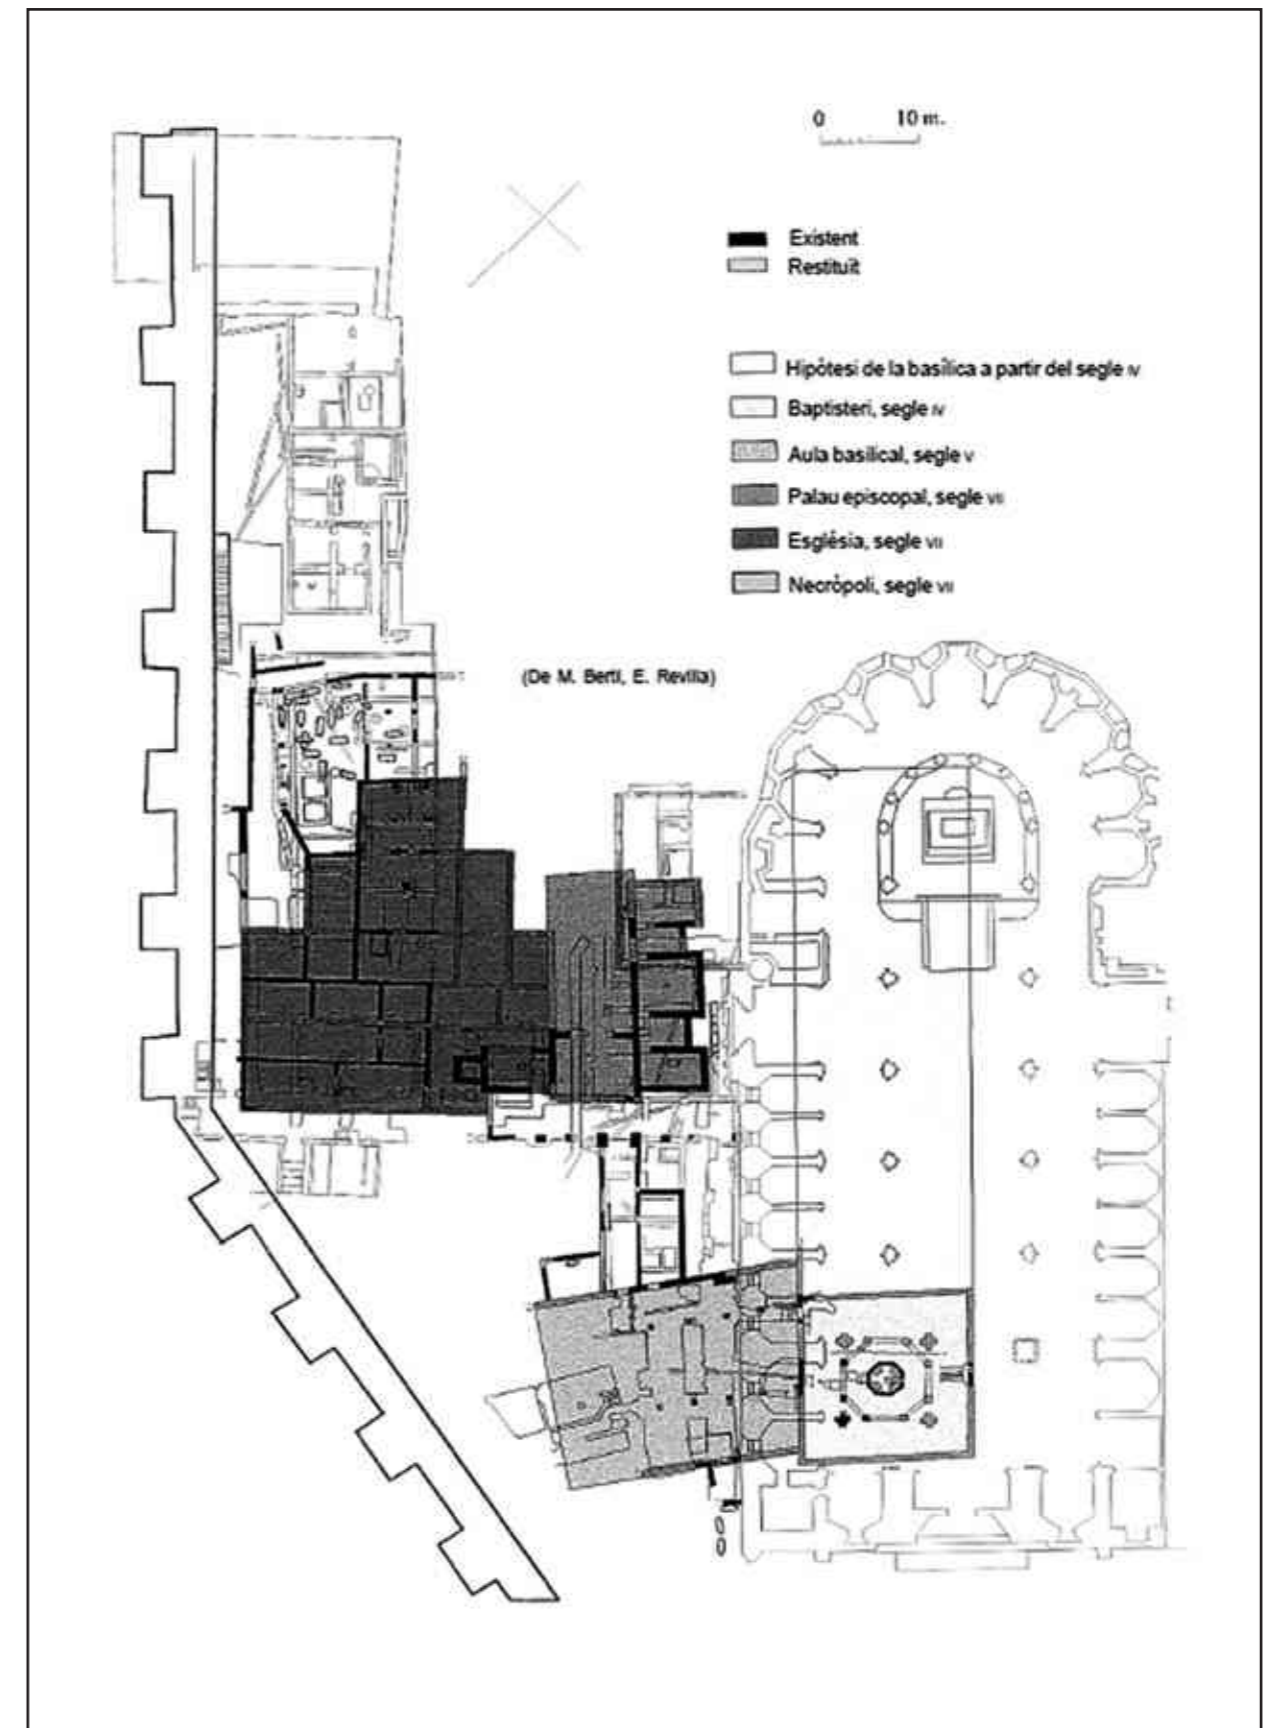 0 10 m.
Existent
Restituït
Hipòtesi de la basílica a partir del segle IV
Baptisteri, segle IV
Aula basilical, segle V
Palau episcopal, segle VII
Església, segle VII
Necròpoli, segle VII
(De M. Bertí, E. Revilla)